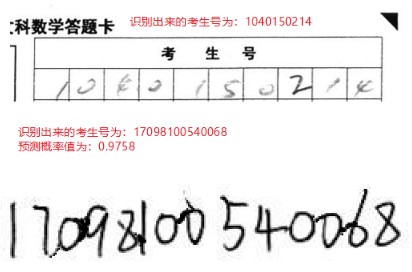 文科数学答题卡 识别出来的考生号为：1040150214
考 生 号
1 0 4 0 1 5 0 2 1 4
识别出来的考生号为：17098100540068
预测概率值为：0.9758
17098100540068